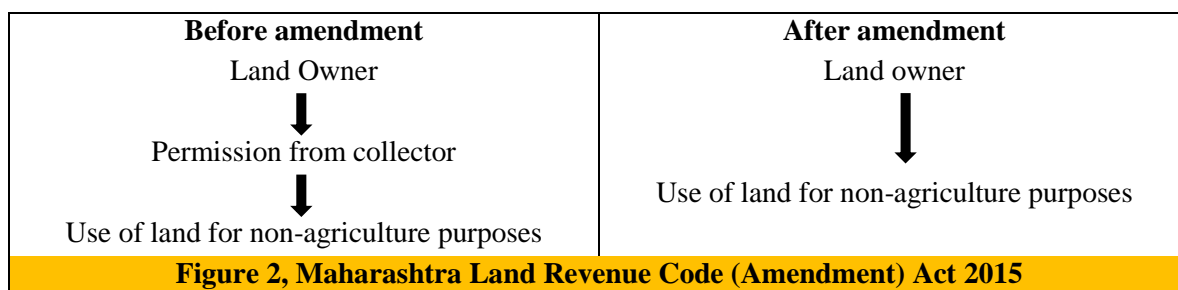 Before amendment
Land Owner
Permission from collector
Use of land for non-agriculture purposes
After amendment
Land owner
Use of land for non-agriculture purposes
Figure 2, Maharashtra Land Revenue Code (Amendment) Act 2015